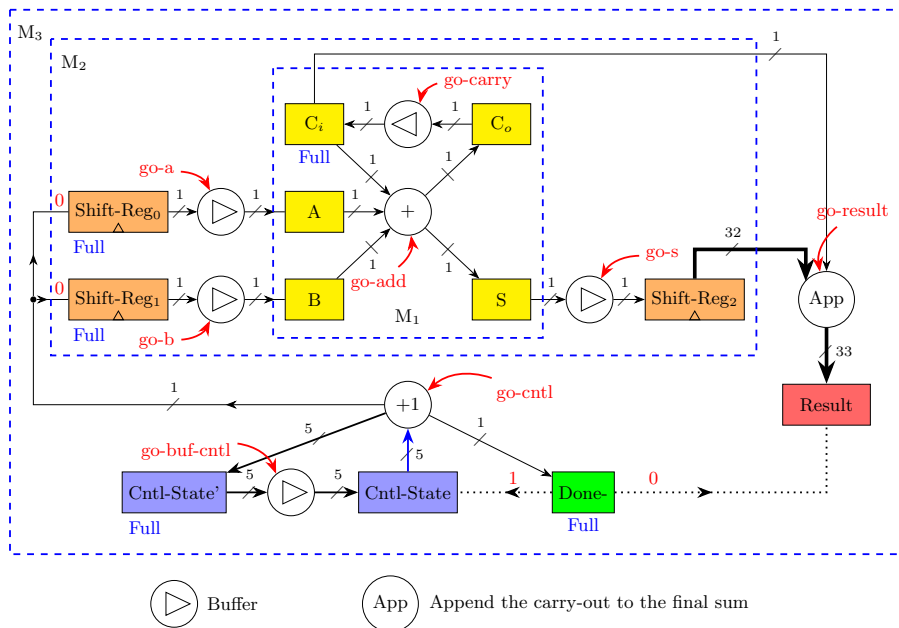 M3
M2
1
go-carry
1
1
Ci
Co
Full
go-a
1
1
0
Shift-Reg0
1
1
A
1
+
go-result
Full
32
go-s
0
Shift-Reg1
1
1
B
1
go-add
1
S
1
1
Shift-Reg2
App
Full
go-b
M1
33
1
+1
go-cntl
Result
5
1
go-buf-cntl
5
5
5
Cntl-State'
Cntl-State
1
Done-
0
Full
Full
Buffer
App
Append the carry-out to the final sum